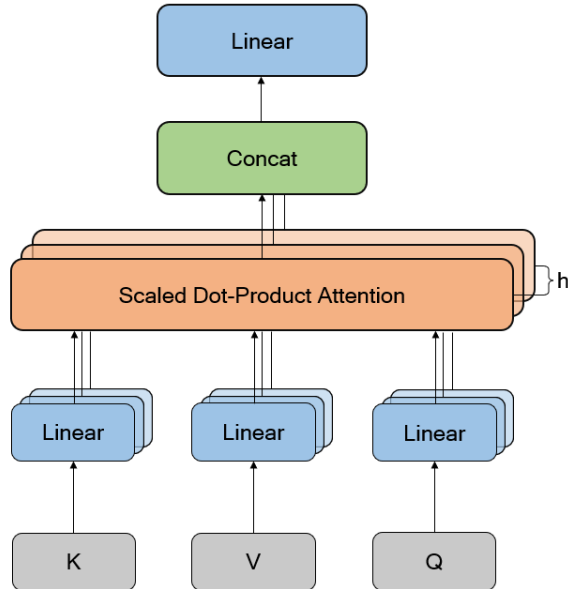 Linear
Concat
Scaled Dot-Product Attention
h
Linear
Linear
Linear
K
V
Q